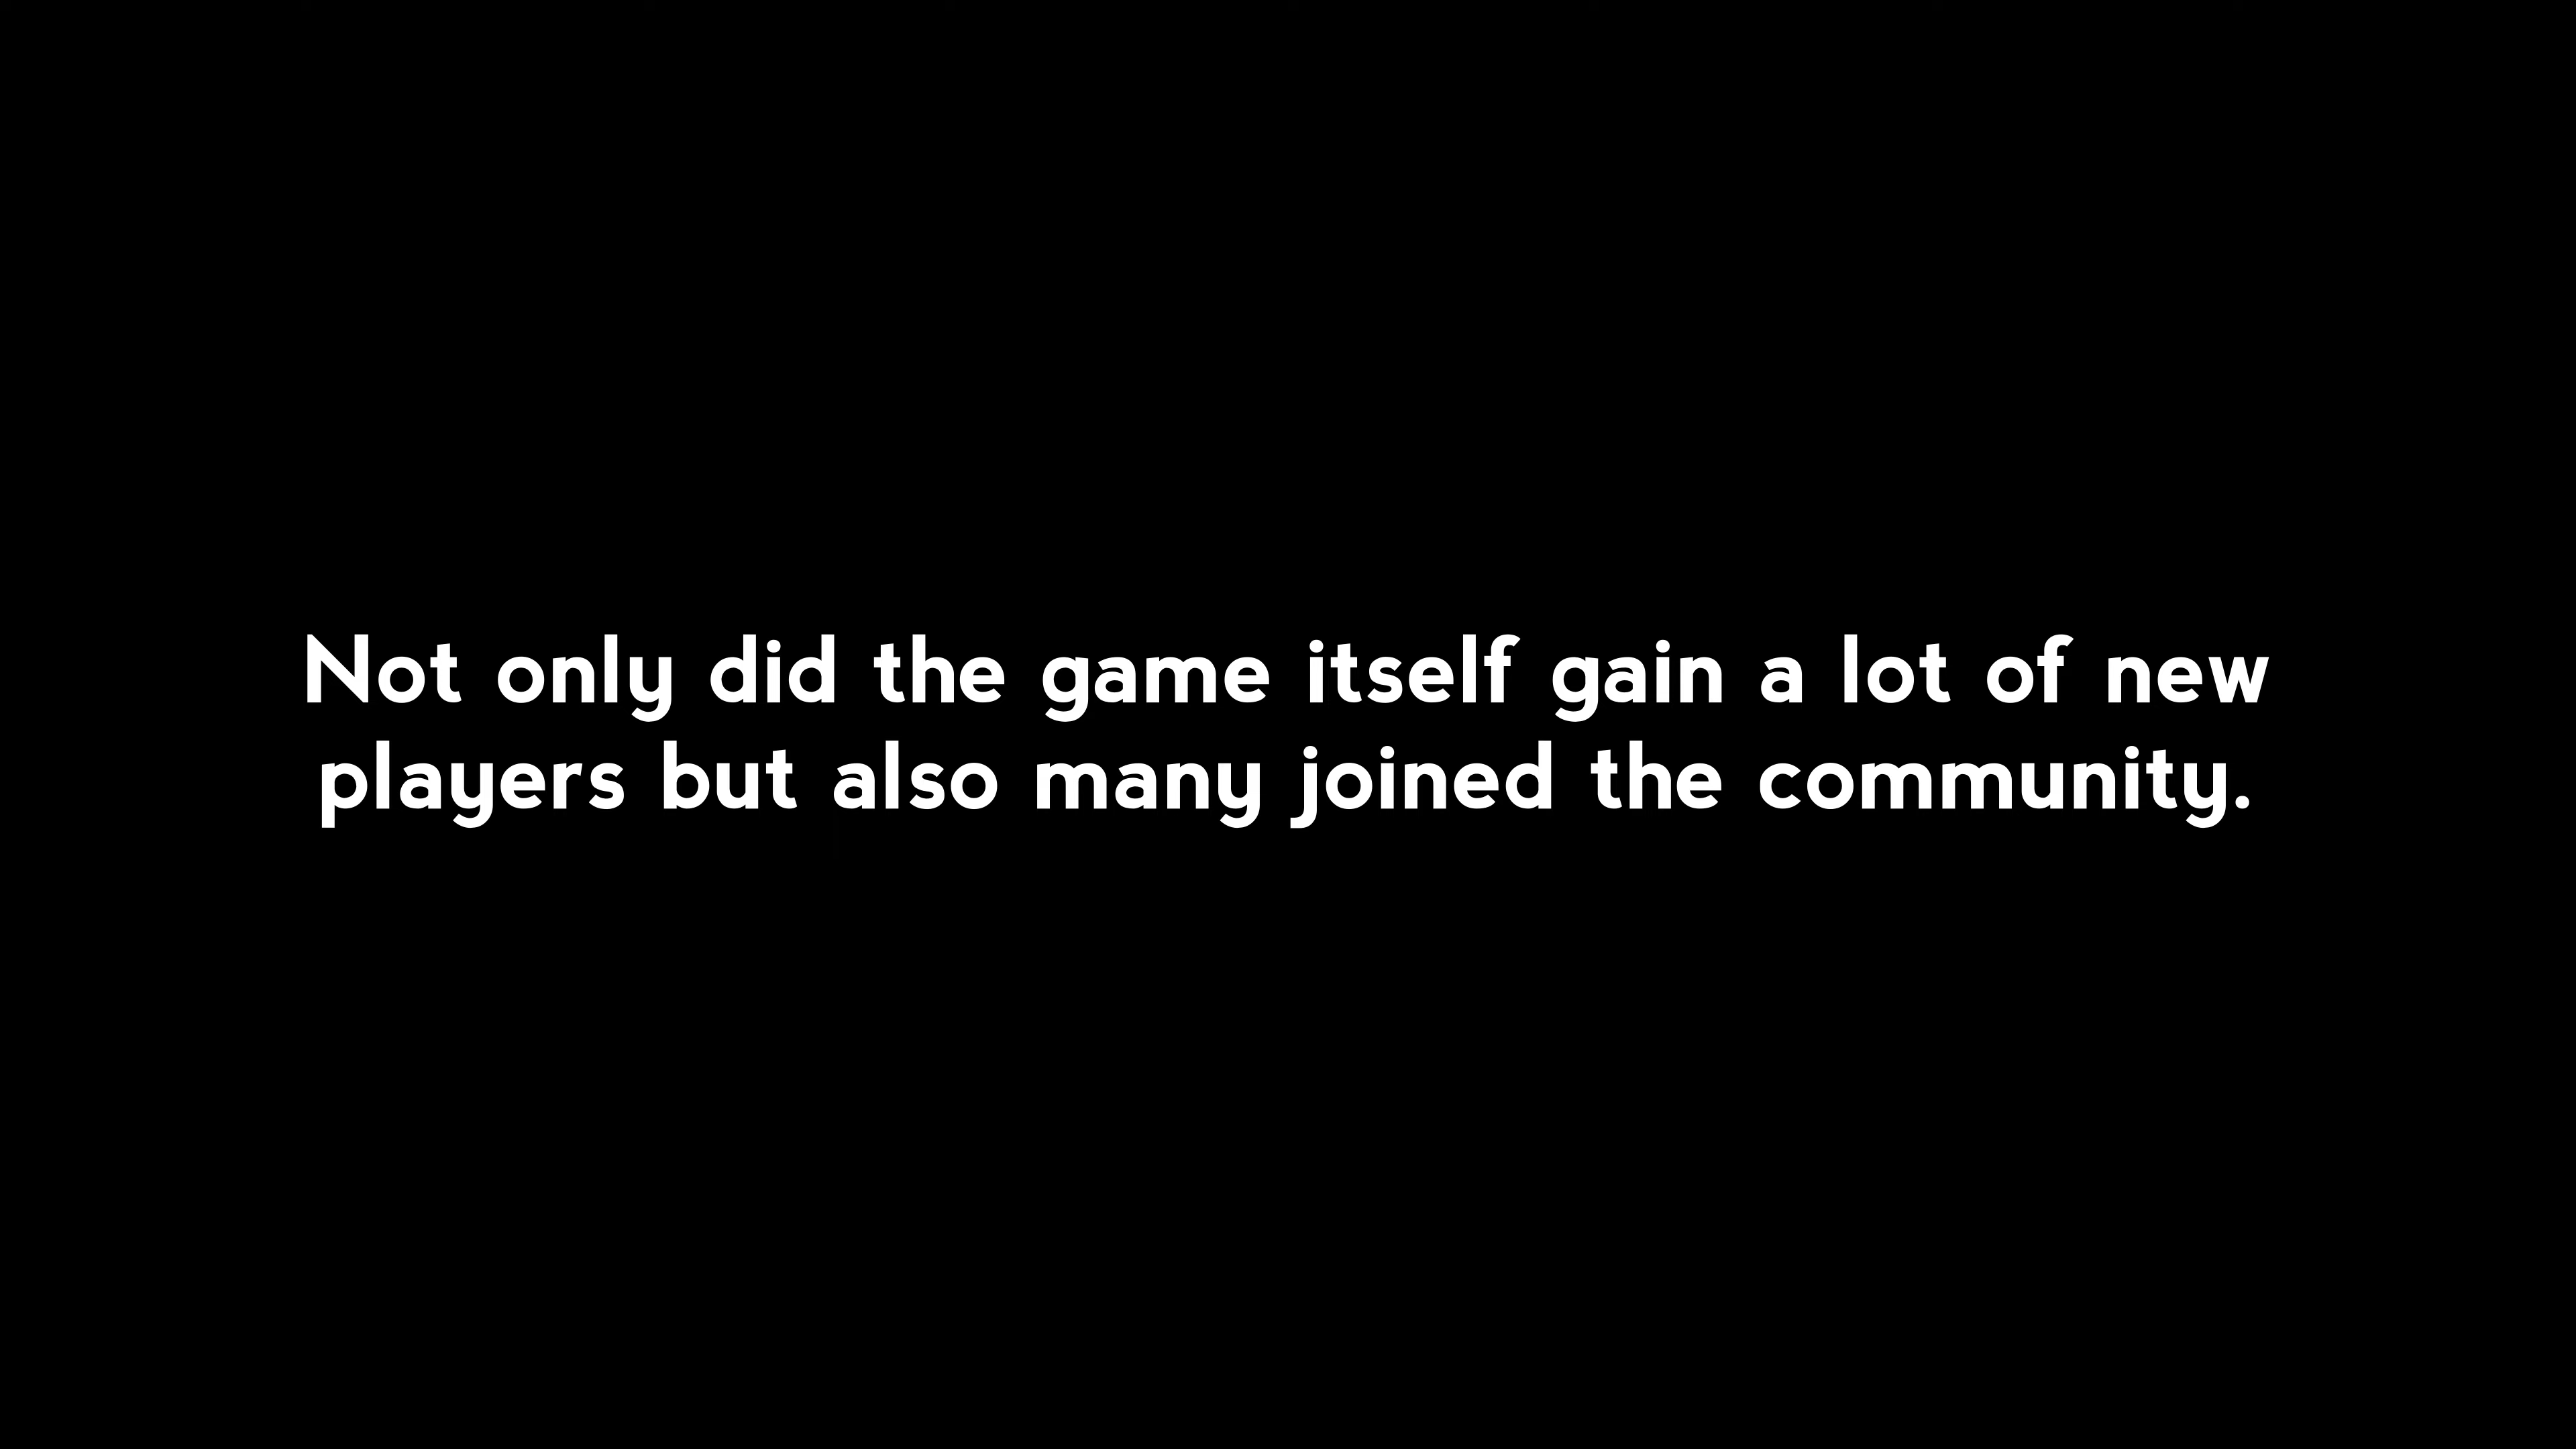 Not only did the game itself gain a lot of new
players but also many joined the community.